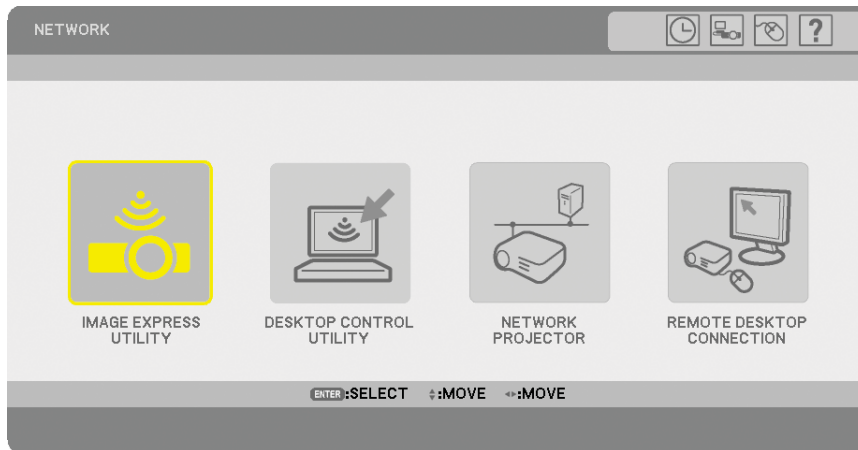 NETWORK
?
IMAGE EXPRESS
UTILITY
DESKTOP CONTROL
UTILITY
NETWORK
PROJECTOR
REMOTE DESKTOP
CONNECTION
ENTER:SELECT :MOVE :MOVE